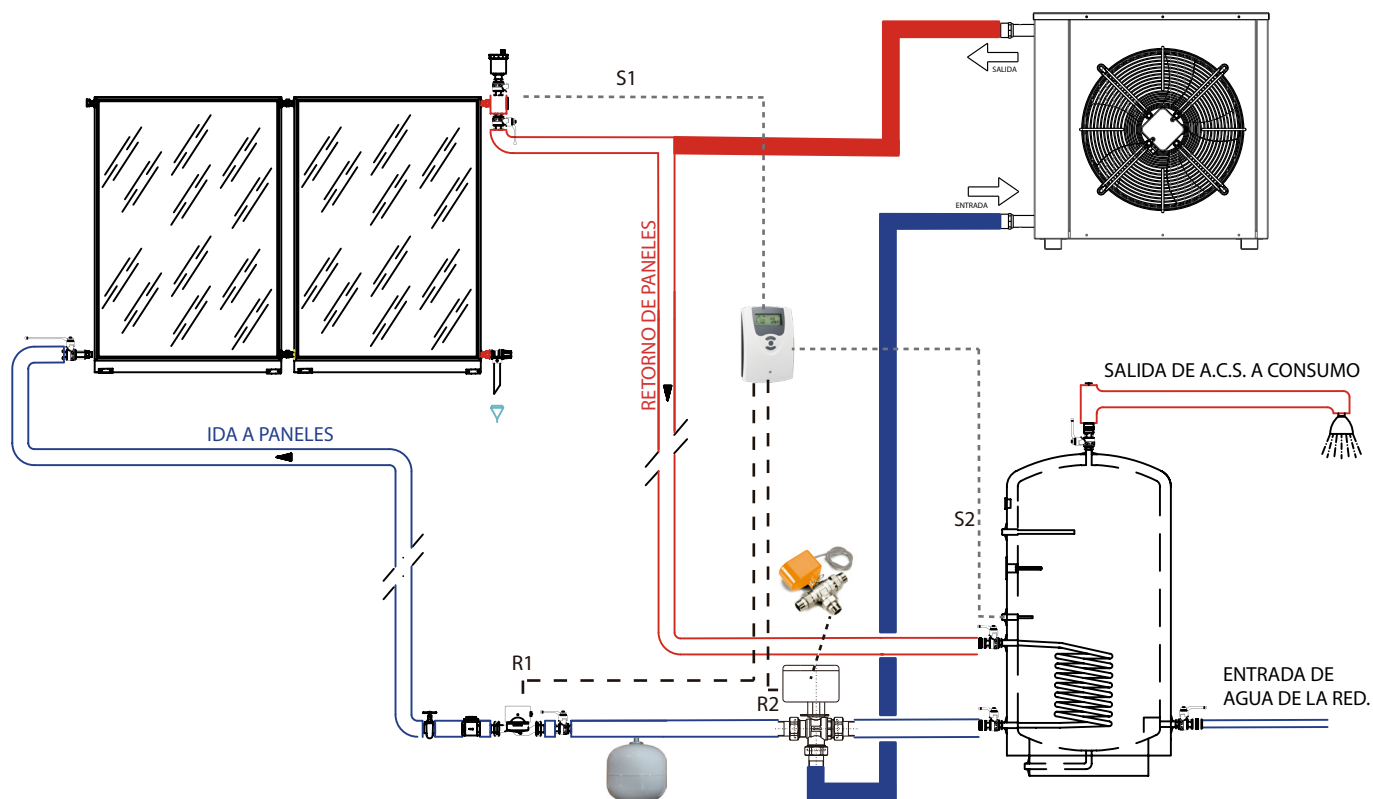 S1
SALIDA
ENTRADA
RETORNO DE PANELES
SALIDA DE A.C.S. A CONSUMO
IDA A PANELES
S2
R1
R2
ENTRADA DE
AGUA DE LA RED.